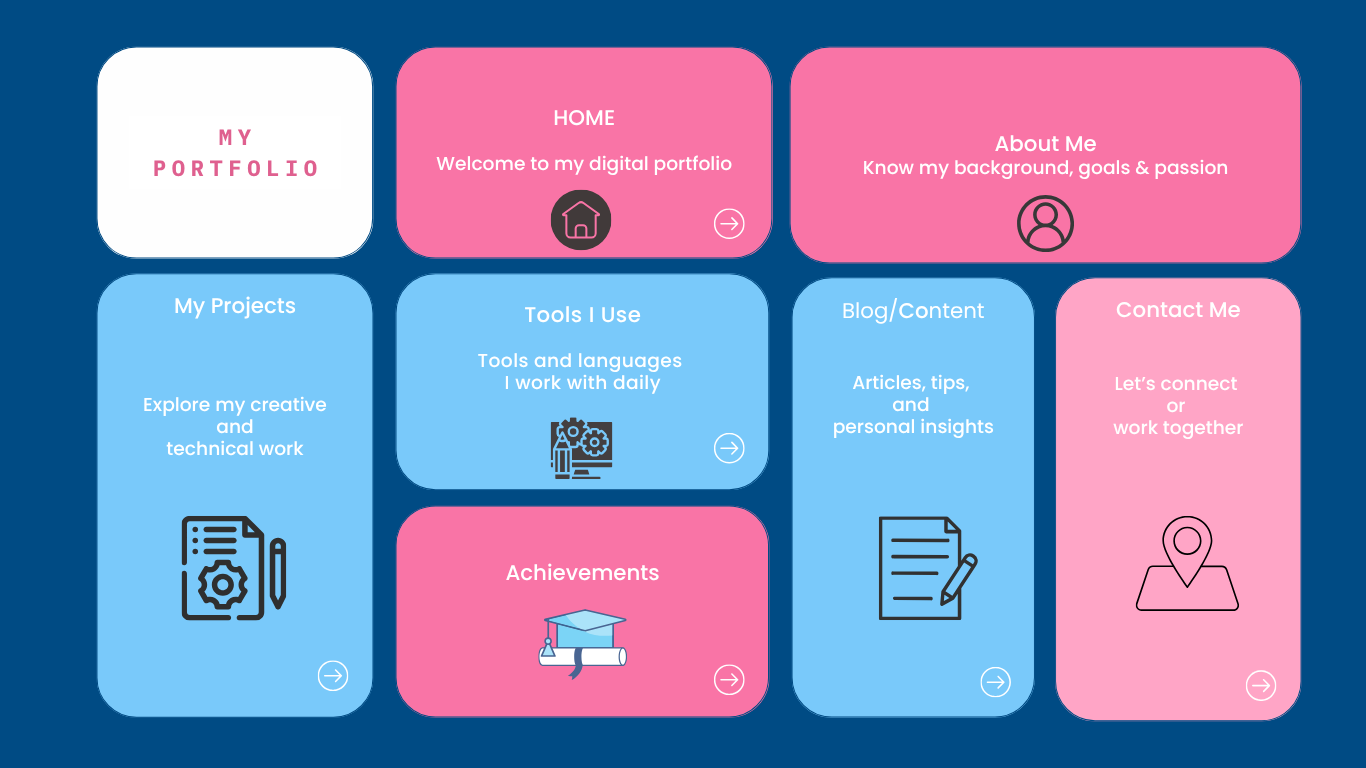 MY
PORTFOLIO
HOME
Welcome to my digital portfolio
About Me
Know my background, goals & passion
My Projects
Explore my creative
and
technical work
Tools I Use
Tools and languages
I work with daily
Achievements
Blog/Content
Articles, tips,
and
personal insights
Contact Me
Let’s connect
or
work together